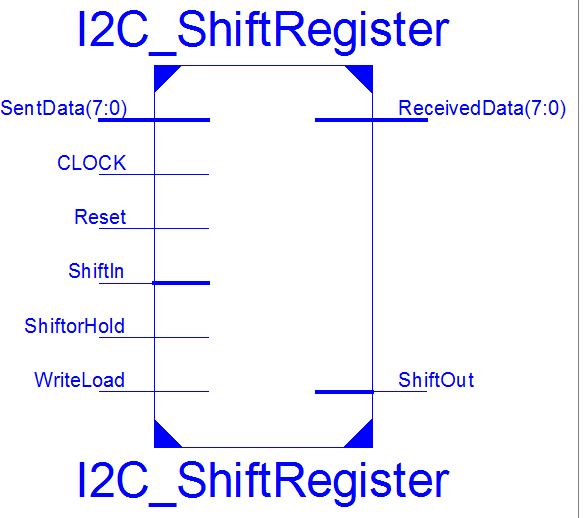 I2C_ShiftRegister
SentData(7:0)
ReceivedData(7:0)
CLOCK
Reset
ShiftIn
ShiftorHold
WriteLoad
ShiftOut
I2C_ShiftRegister